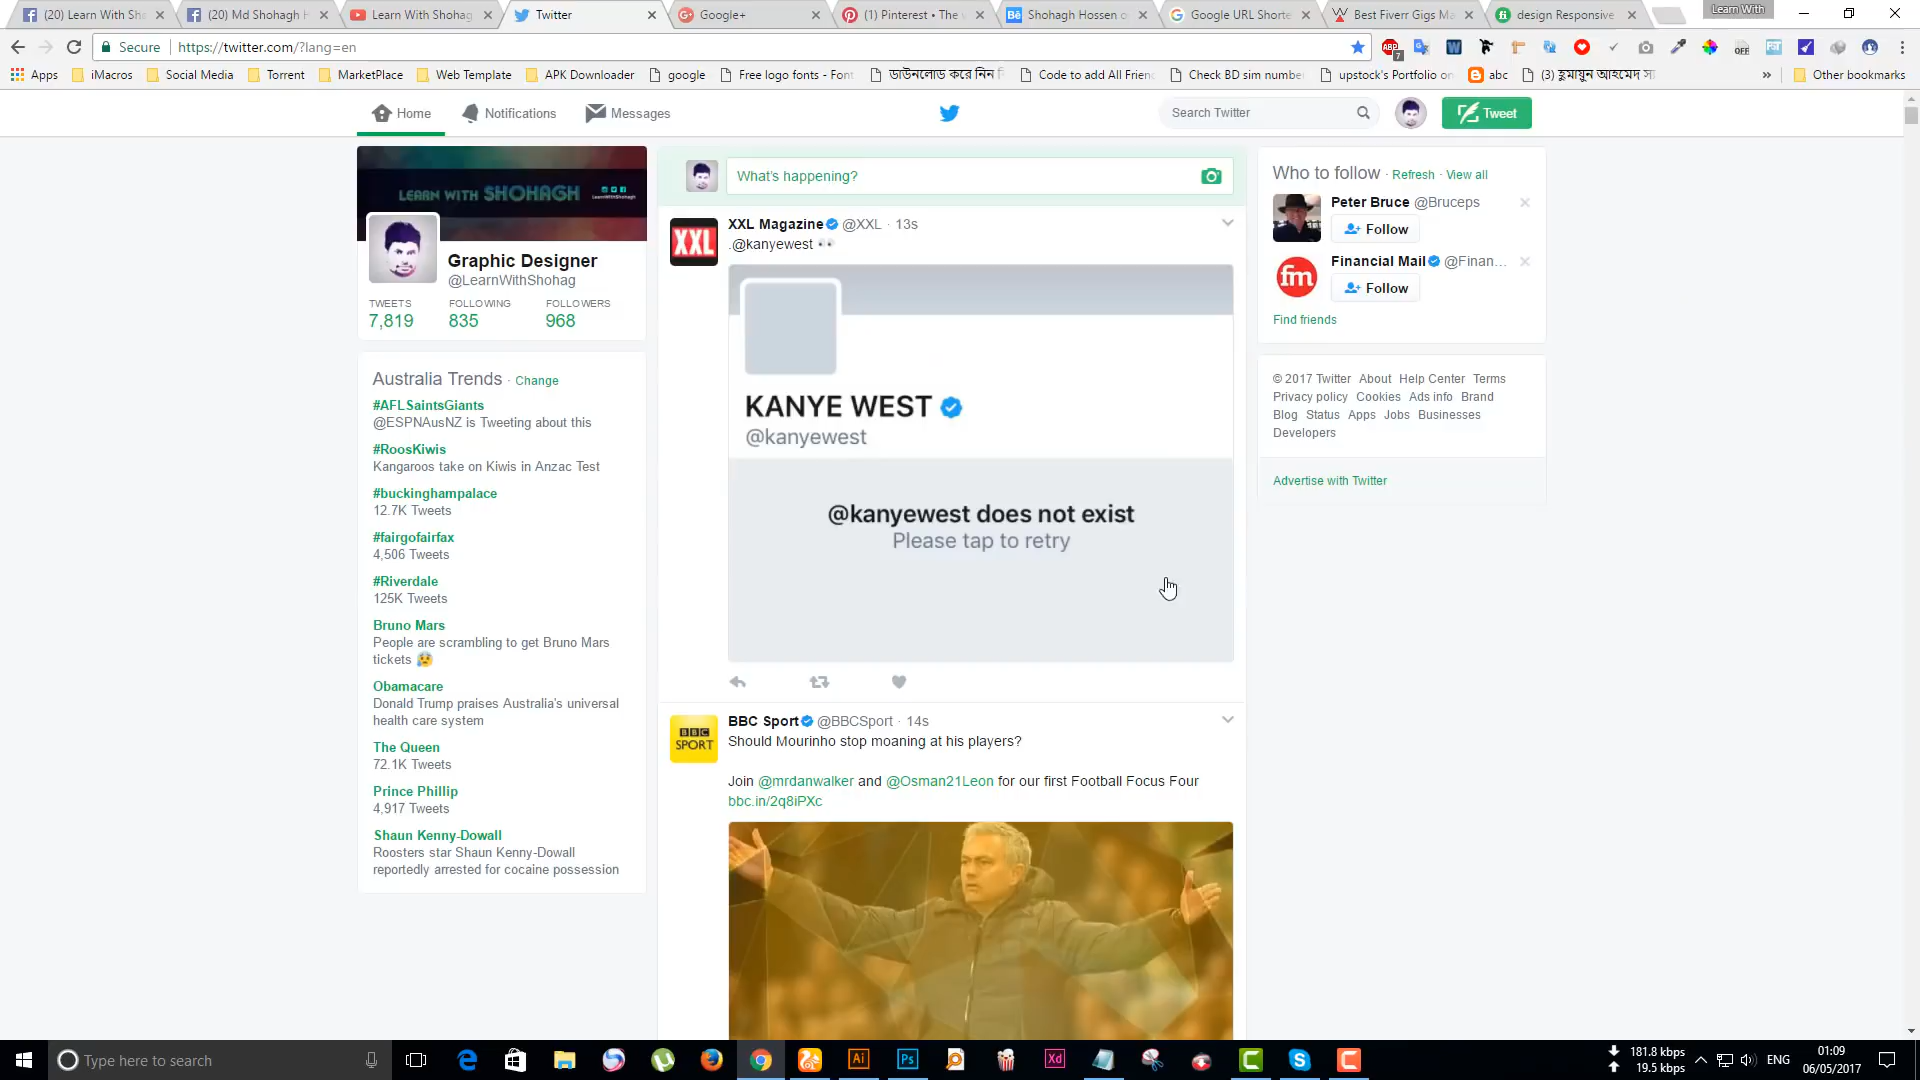 (20) Learn With Sh
(20) Md Shohagh H
Learn With Shohag
Twitter
Google+
(1) Pinterest • The
Shohagh Hossen on
Google URL Shorte
Best Fiverr Gigs Ma
design Responsive
Learn With
Secure
https://twitter.com/?lang=en
Apps
iMacros
Social Media
Torrent
MarketPlace
Web Template
APK Downloader
google
Free logo fonts - Font
ডাউনলোড করে নিন
Code to add All Frien
Check BD sim numbe
upstock's Portfolio on
abc
(3) হুমায়ুন আহমেদ স্য
»
Other bookmarks
Home
Notifications
Messages
Search Twitter
Tweet
LEARN WITH SHOHAGH
LearnWithShohagh
Graphic Designer
@LearnWithShohag
TWEETS
FOLLOWING
FOLLOWERS
7,819
835
968
Australia Trends · Change
#AFLSaintsGiants
@ESPNAusNZ is Tweeting about this
#RoosKiwis
Kangaroos take on Kiwis in Anzac Test
#buckinghampalace
12.7K Tweets
#fairgofairfax
4,506 Tweets
#Riverdale
125K Tweets
Bruno Mars
People are scrambling to get Bruno Mars
tickets 😰
Obamacare
Donald Trump praises Australia's universal
health care system
The Queen
72.1K Tweets
Prince Phillip
4,917 Tweets
Shaun Kenny-Dowall
Roosters star Shaun Kenny-Dowall
reportedly arrested for cocaine possession
What's happening?
XXL
XXL Magazine @XXL · 13s
.@kanyewest 👀
KANYE WEST
@kanyewest
@kanyewest does not exist
Please tap to retry
BBC
SPORT
BBC Sport @BBCSport · 14s
Should Mourinho stop moaning at his players?
Join @mrdanwalker and @Osman21Leon for our first Football Focus Four
bbc.in/2q8iPXc
Who to follow · Refresh · View all
Peter Bruce @Bruceps
Follow
fm
Financial Mail @Finan...
Follow
Find friends
© 2017 Twitter About Help Center Terms
Privacy policy Cookies Ads info Brand
Blog Status Apps Jobs Businesses
Developers
Advertise with Twitter
Type here to search
Ai
Ps
Xd
181.8 kbps
19.5 kbps
ENG
01:09
06/05/2017